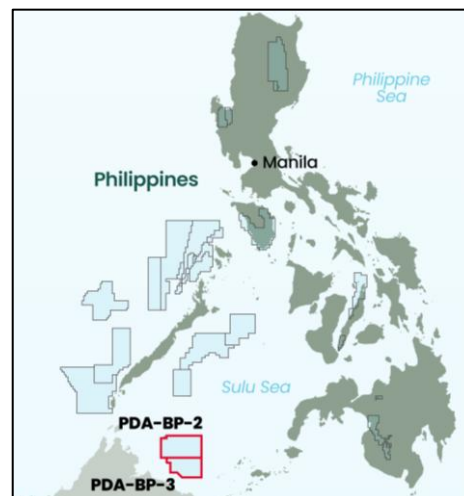 Philippine
Sea
Manila
Philippines
Sulu Sea
PDA-BP-2
PDA-BP-3